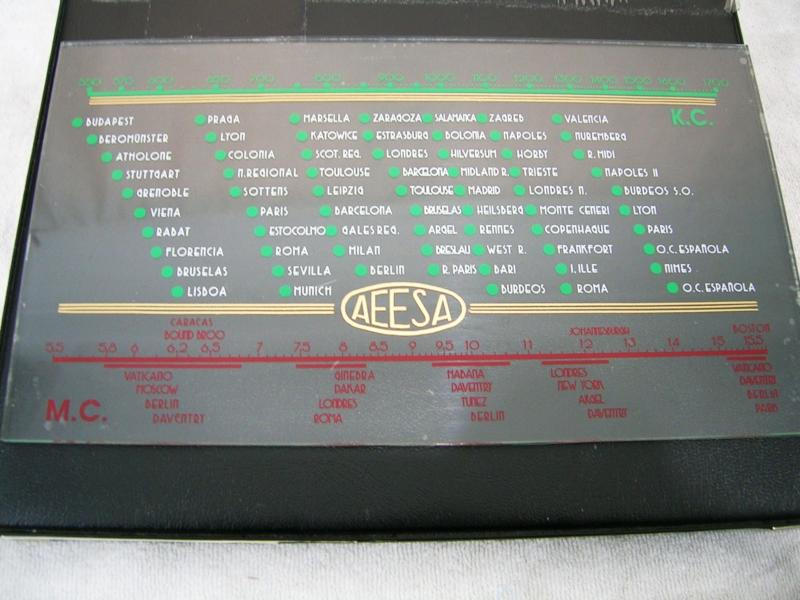 550 600 650 700 800 900 1000 1100 1200 1300 1400 1500 1600 1700
K.C.
BUDAPEST PRAGA MARSELLA ZARAGOZA SALAMANCA ZAGREB VALENCIA
BEROMÜNSTER LYON KATOWICE ESTRASBURG BOLONIA NAPOLES NUREMBERG
ATHOLONE COLONIA SCOT. REG. LONDRES HILVERSUM HORBY R. MIDI
STUTTGART N. REGIONAL TOULOUSE BARCELONA MIDLAND R. TRIESTE NAPOLES II
GRENOBLE SOTTENS LEIPZIG TOULOUSE MADRID LONDRES N. BURDEOS S.O.
VIENA PARIS BARCELONA BRUSELAS HEILSBERG MONTE CENERI LYON
RABAT ESTOCOLMO GALES REG. ARGEL RENNES COPENHAGUE PARIS
FLORENCIA ROMA MILAN BRESLAU WEST R. FRANKFORT O.C. ESPAÑOLA
BRUSELAS SEVILLA BERLIN R. PARIS BARI I. ILLE NIMES
LISBOA MUNICH BURDEOS ROMA O.C. ESPAÑOLA
AEESA
CARACAS JOHANNESBURGH BOSTON
BOUND BROO
5.5 5,8 6 6,2 6,5 7 7,5 8 8,5 9 9,5 10 11 12 13 14 15 15.5
VATICANO GINEBRA HABANA LONDRES VATICANO
MOSCOW DAKAR DAVENTRY NEW YORK DAVENTRY
M.C. BERLIN LONDRES TUNEZ ARGEL BERLIN
DAVENTRY ROMA BERLIN DAVENTRY PARIS